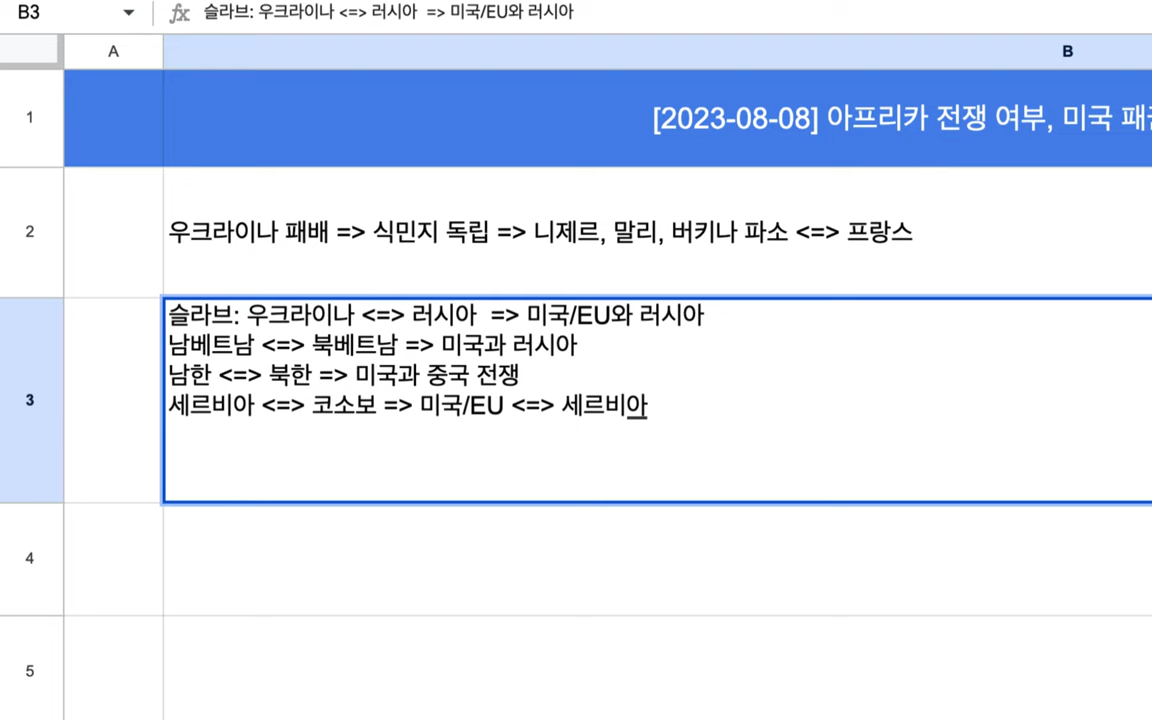 B3
fx 슬라브: 우크라이나 <=> 러시아  => 미국/EU와 러시아
A
B
1
[2023-08-08] 아프리카 전쟁 여부, 미국
2
우크라이나 패배 => 식민지 독립 => 니제르, 말리, 버키나 파소 <=> 프랑스
3
슬라브: 우크라이나 <=> 러시아  => 미국/EU와 러시아
남베트남 <=> 북베트남 => 미국과 러시아
남한 <=> 북한 => 미국과 중국 전쟁
세르비아 <=> 코소보 => 미국/EU <=> 세르비아
4
5